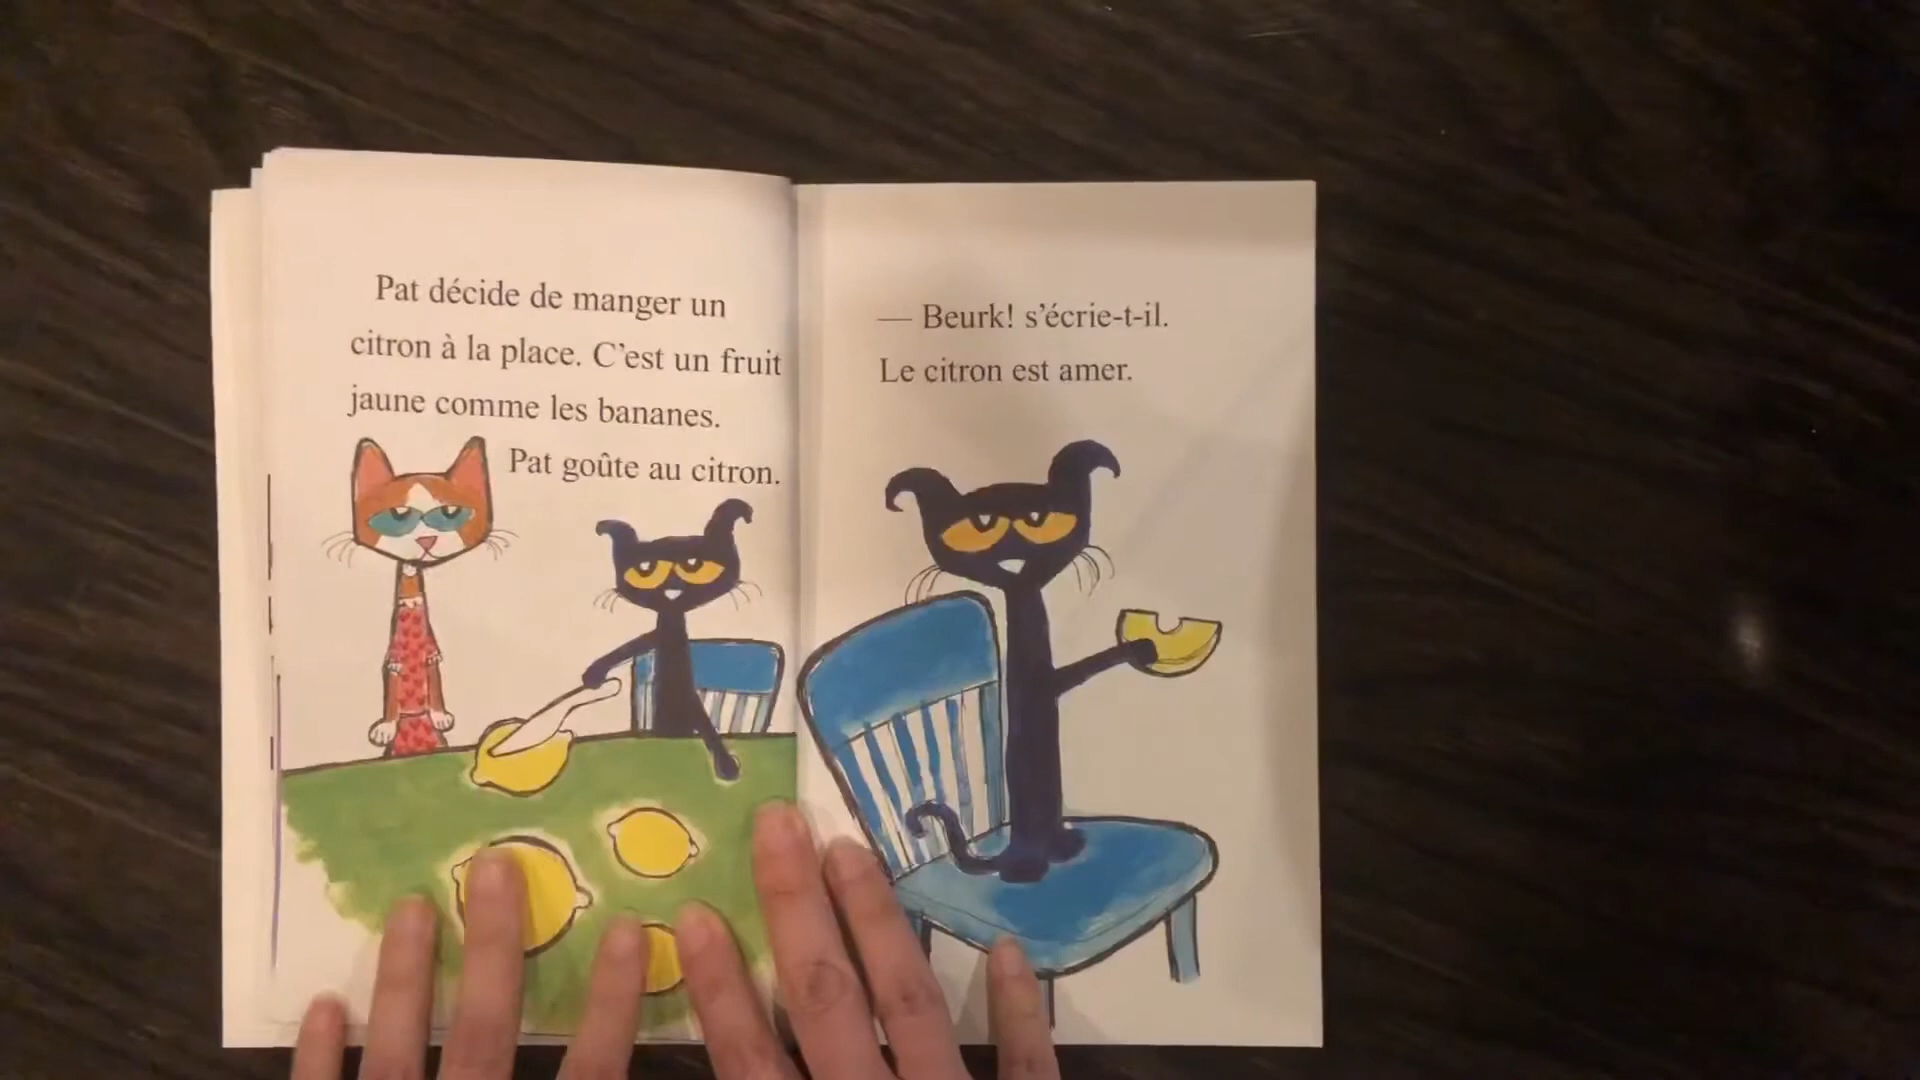 Pat décide de manger un
citron à la place. C'est un fruit
jaune comme les bananes.
Pat goûte au citron.
— Beurk! s'écrie-t-il.
Le citron est amer.